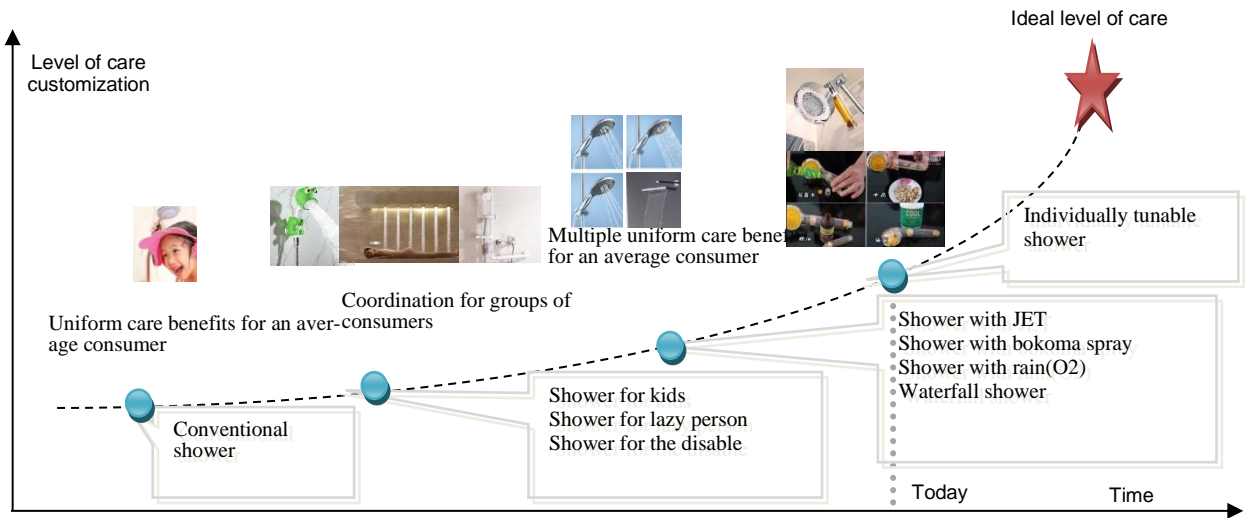 Ideal level of care
Level of care
customization
Multiple uniform care bene
for an average consumer
Individually tunable
shower
Coordination for groups of
consumers
Uniform care benefits for an aver-
age consumer
Shower with JET
Shower with bokoma spray
Shower with rain(O2)
Waterfall shower
Shower for kids
Shower for lazy person
Shower for the disable
Conventional
shower
Today
Time
COOL